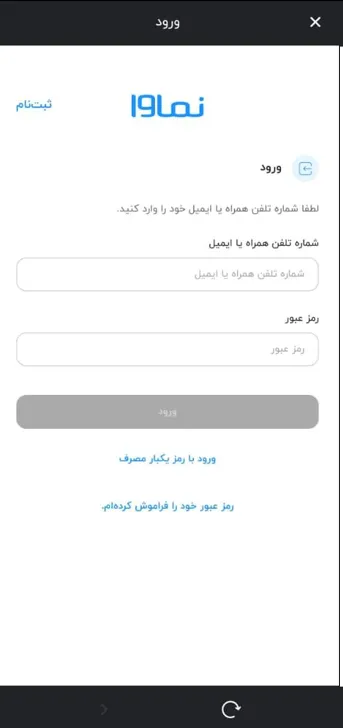 ورود
نماوا
ثبت‌نام
ورود
لطفا شماره تلفن همراه یا ایمیل خود را وارد کنید.
شماره تلفن همراه یا ایمیل
شماره تلفن همراه یا ایمیل
رمز عبور
رمز عبور
ورود
ورود با رمز یکبار مصرف
رمز عبور خود را فراموش کرده‌ام.